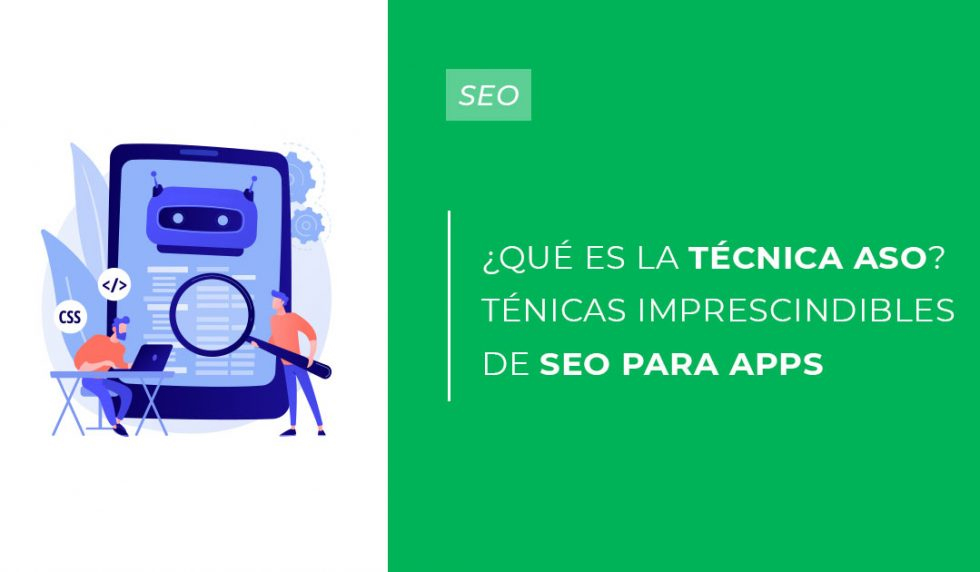 SEO
¿QUÉ ES LA TÉCNICA ASO?
TÉNICAS IMPRESCINDIBLES
DE SEO PARA APPS
</>
CSS